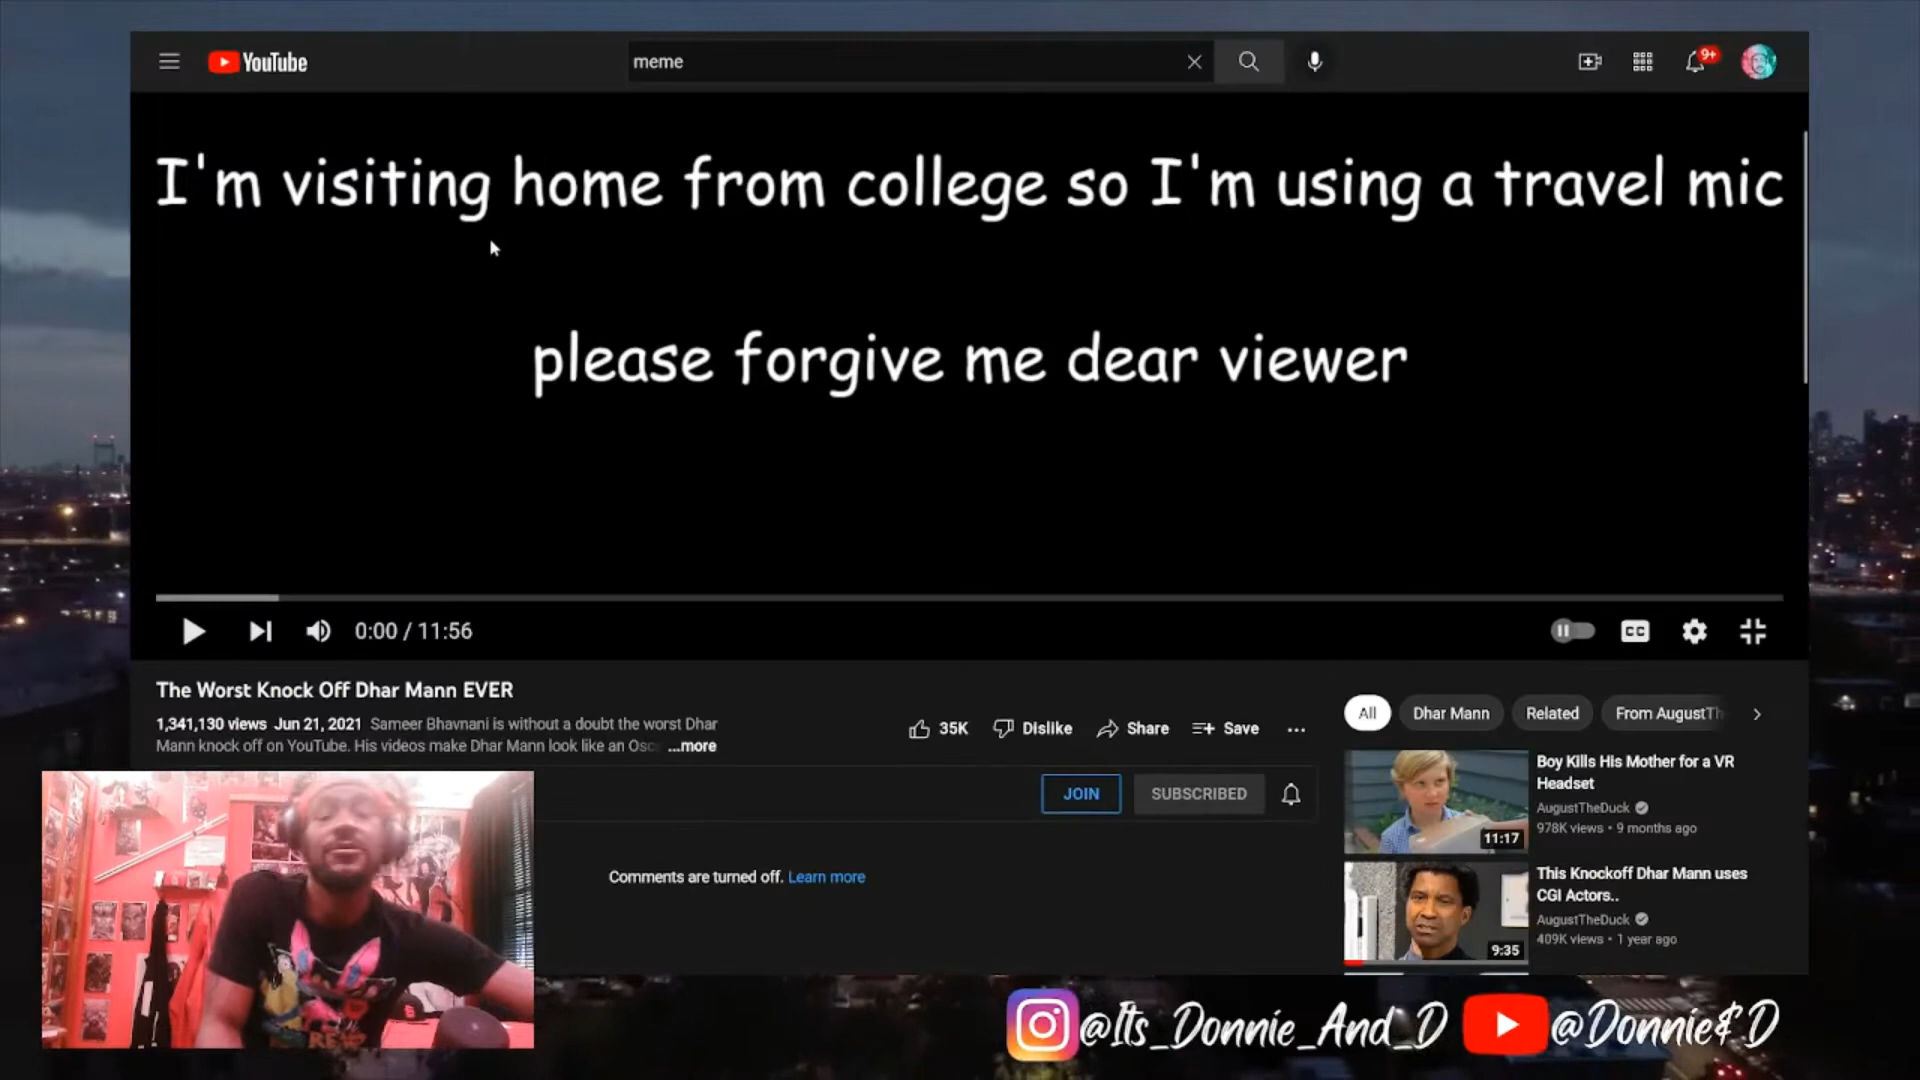 YouTube
meme
9+
I'm visiting home from college so I'm using a travel mic
please forgive me dear viewer
0:00 / 11:56
CC
The Worst Knock Off Dhar Mann EVER
1,341,130 views Jun 21, 2021 Sameer Bhavnani is without a doubt the worst Dhar
Mann knock off on YouTube. His videos make Dhar Mann look like an Osc ...more
35K
Dislike
Share
Save
JOIN
SUBSCRIBED
Comments are turned off. Learn more
All
Dhar Mann
Related
From AugustTh
Boy Kills His Mother for a VR
Headset
AugustTheDuck
978K views • 9 months ago
11:17
This Knockoff Dhar Mann uses
CGI Actors..
AugustTheDuck
409K views • 1 year ago
9:35
@Its_Donnie_And_D
@Donnie&D